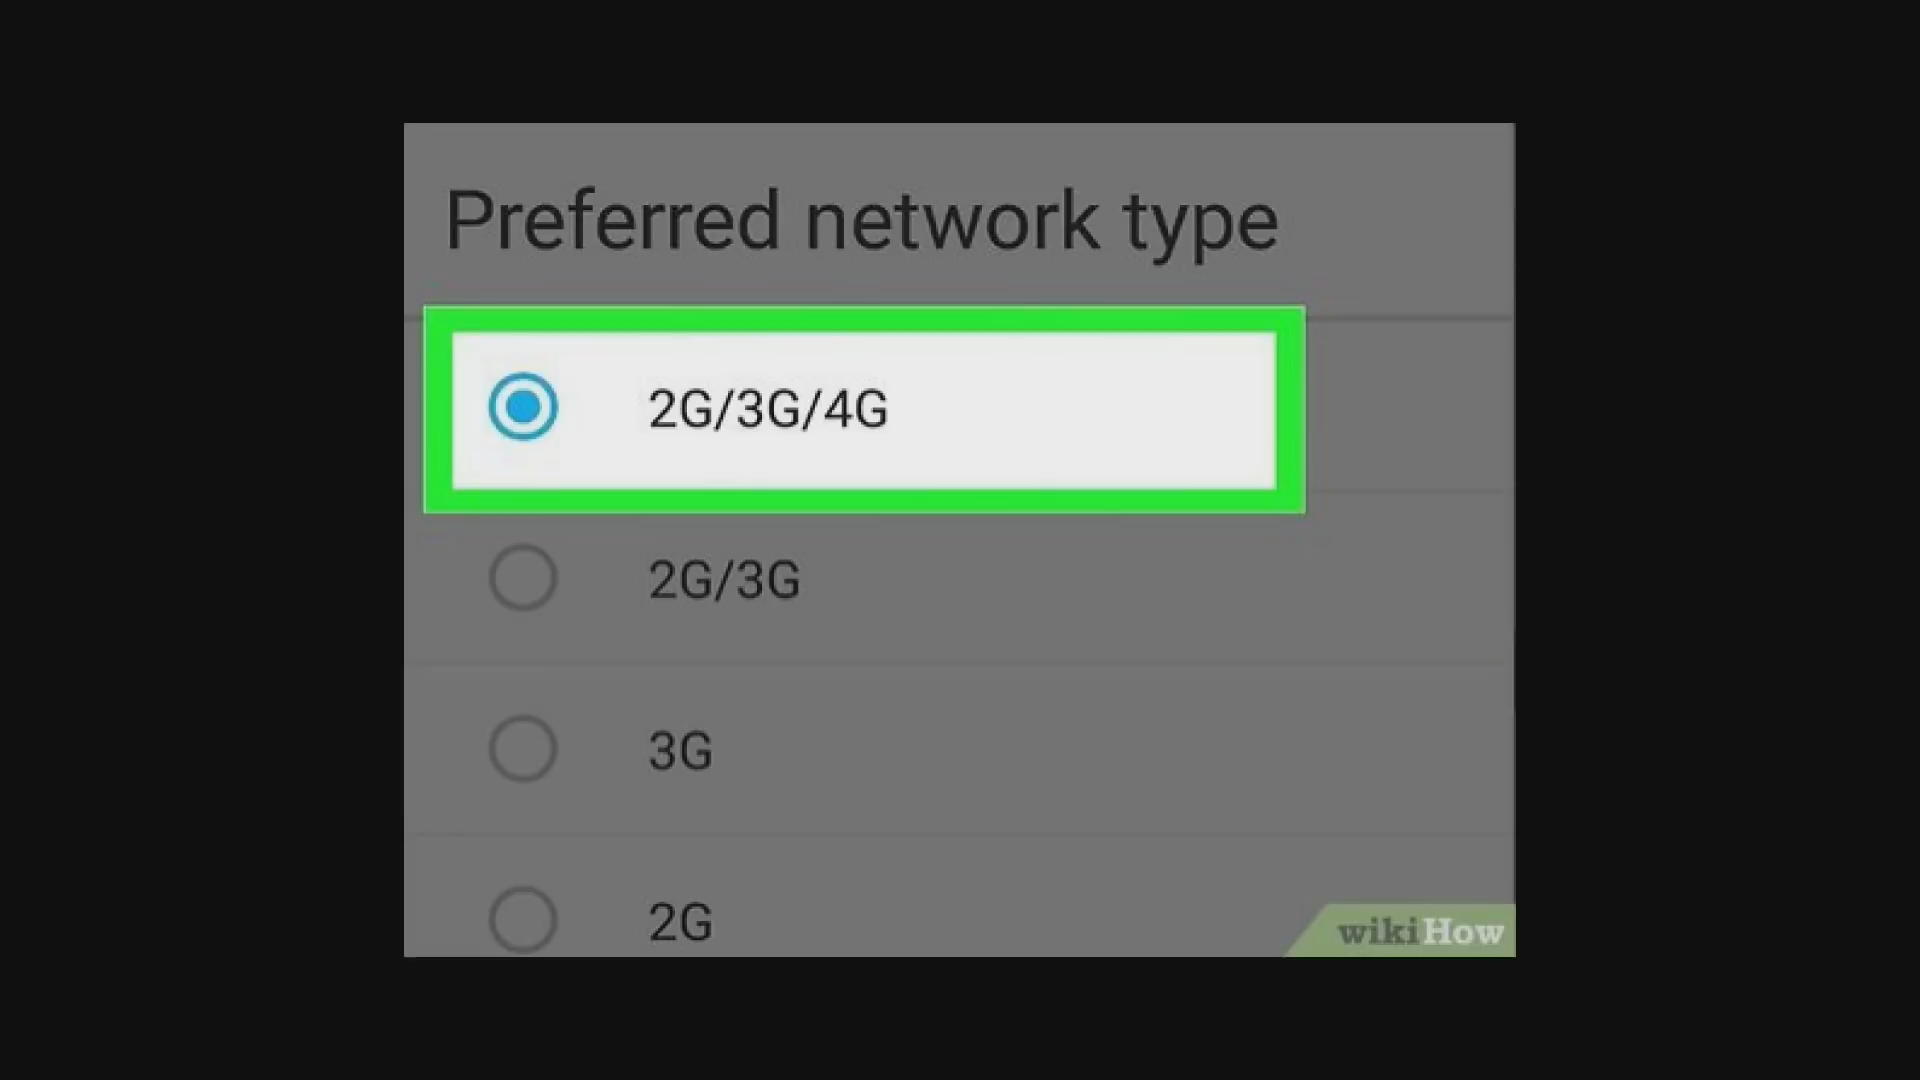 Preferred network type
2G/3G/4G
2G/3G
3G
2G
wikiHow